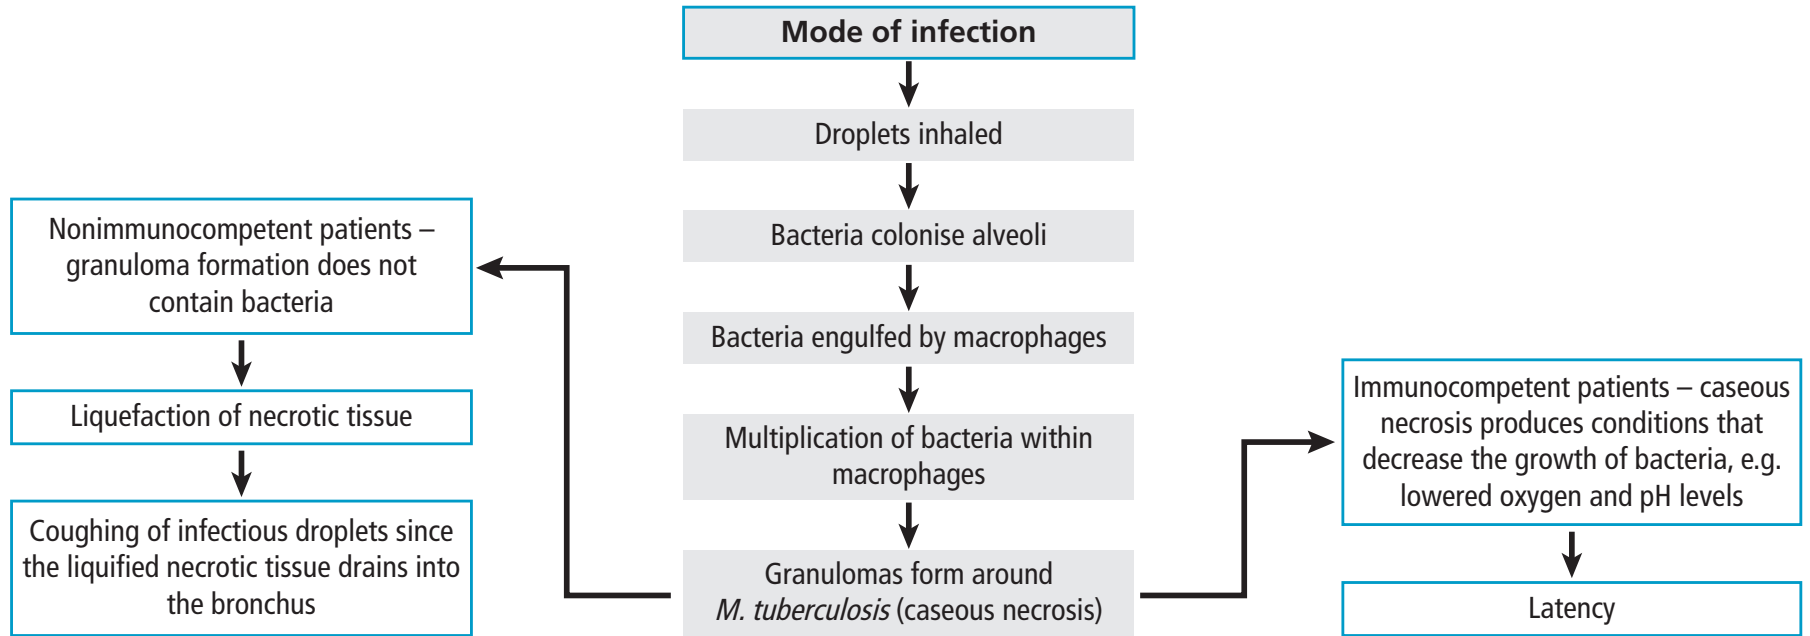 Mode of infection
Droplets inhaled
Bacteria colonise alveoli
Bacteria engulfed by macrophages
Multiplication of bacteria within
macrophages
Granulomas form around
M. tuberculosis (caseous necrosis)
Nonimmunocompetent patients –
granuloma formation does not
contain bacteria
Liquefaction of necrotic tissue
Coughing of infectious droplets since
the liquified necrotic tissue drains into
the bronchus
Immunocompetent patients – caseous
necrosis produces conditions that
decrease the growth of bacteria, e.g.
lowered oxygen and pH levels
Latency